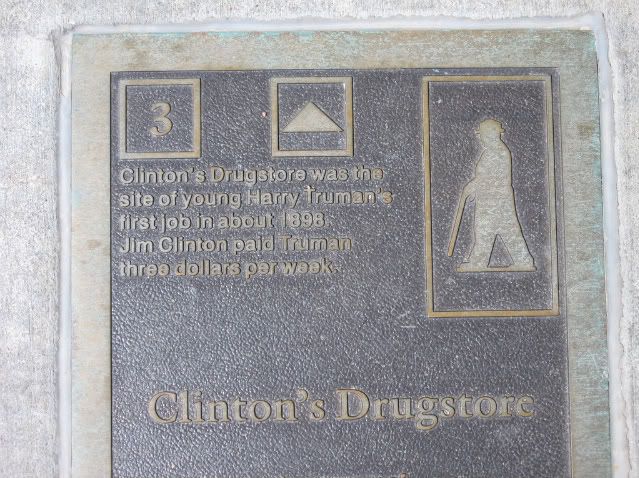 3
Clinton's Drugstore was the
site of young Harry Truman's
first job in about 1898.
Jim Clinton paid Truman
three dollars per week.
Clinton's Drugstore